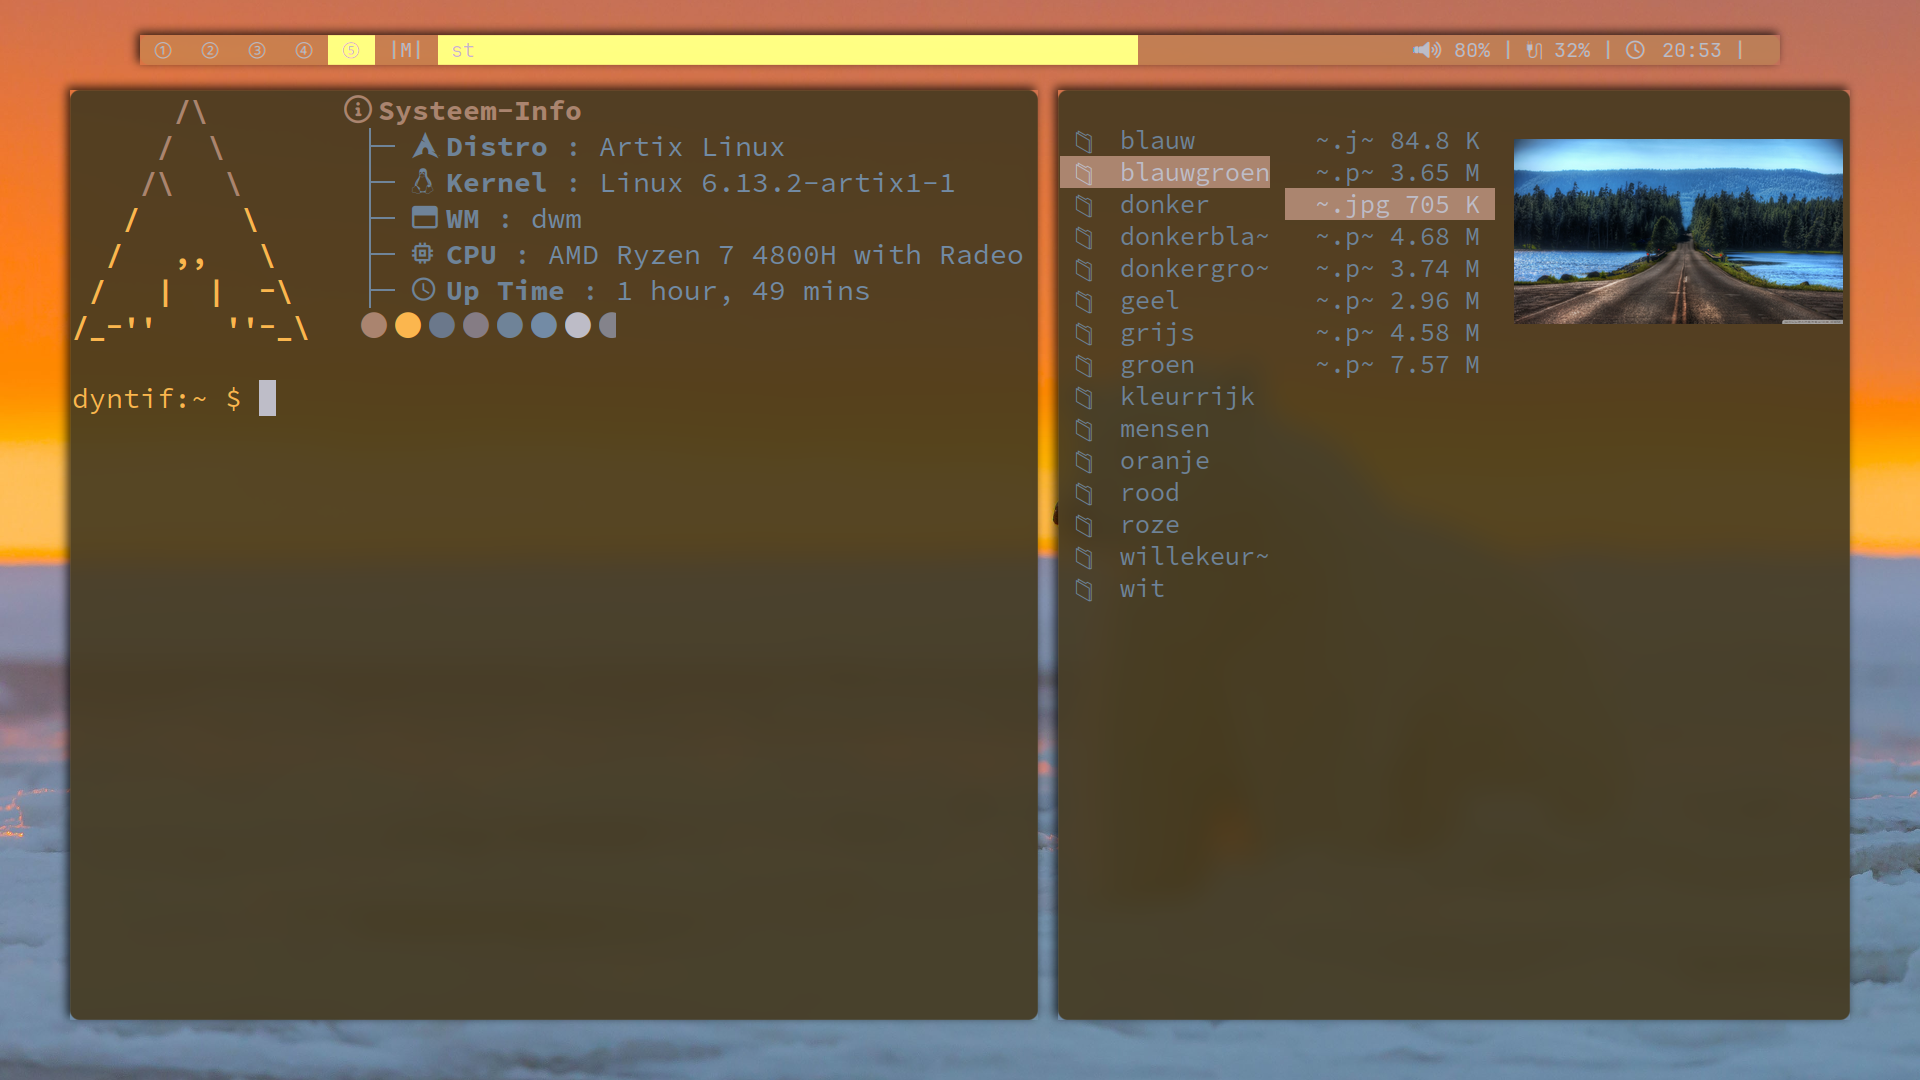 ① ② ③ ④ ⑤ |M| st 80% | 32% | 20:53 |
Systeem-Info
Distro : Artix Linux
Kernel : Linux 6.13.2-artix1-1
WM : dwm
CPU : AMD Ryzen 7 4800H with Radeo
Up Time : 1 hour, 49 mins
/\
/ \
/\ \
/ \
/ ,, \
/ | | -\
/_-'' ''-_\
dyntif:~ $
blauw
blauwgroen
donker
donkerbla~
donkergro~
geel
grijs
groen
kleurrijk
mensen
oranje
rood
roze
willekeur~
wit
~.j~ 84.8 K
~.p~ 3.65 M
~.jpg 705 K
~.p~ 4.68 M
~.p~ 3.74 M
~.p~ 2.96 M
~.p~ 4.58 M
~.p~ 7.57 M